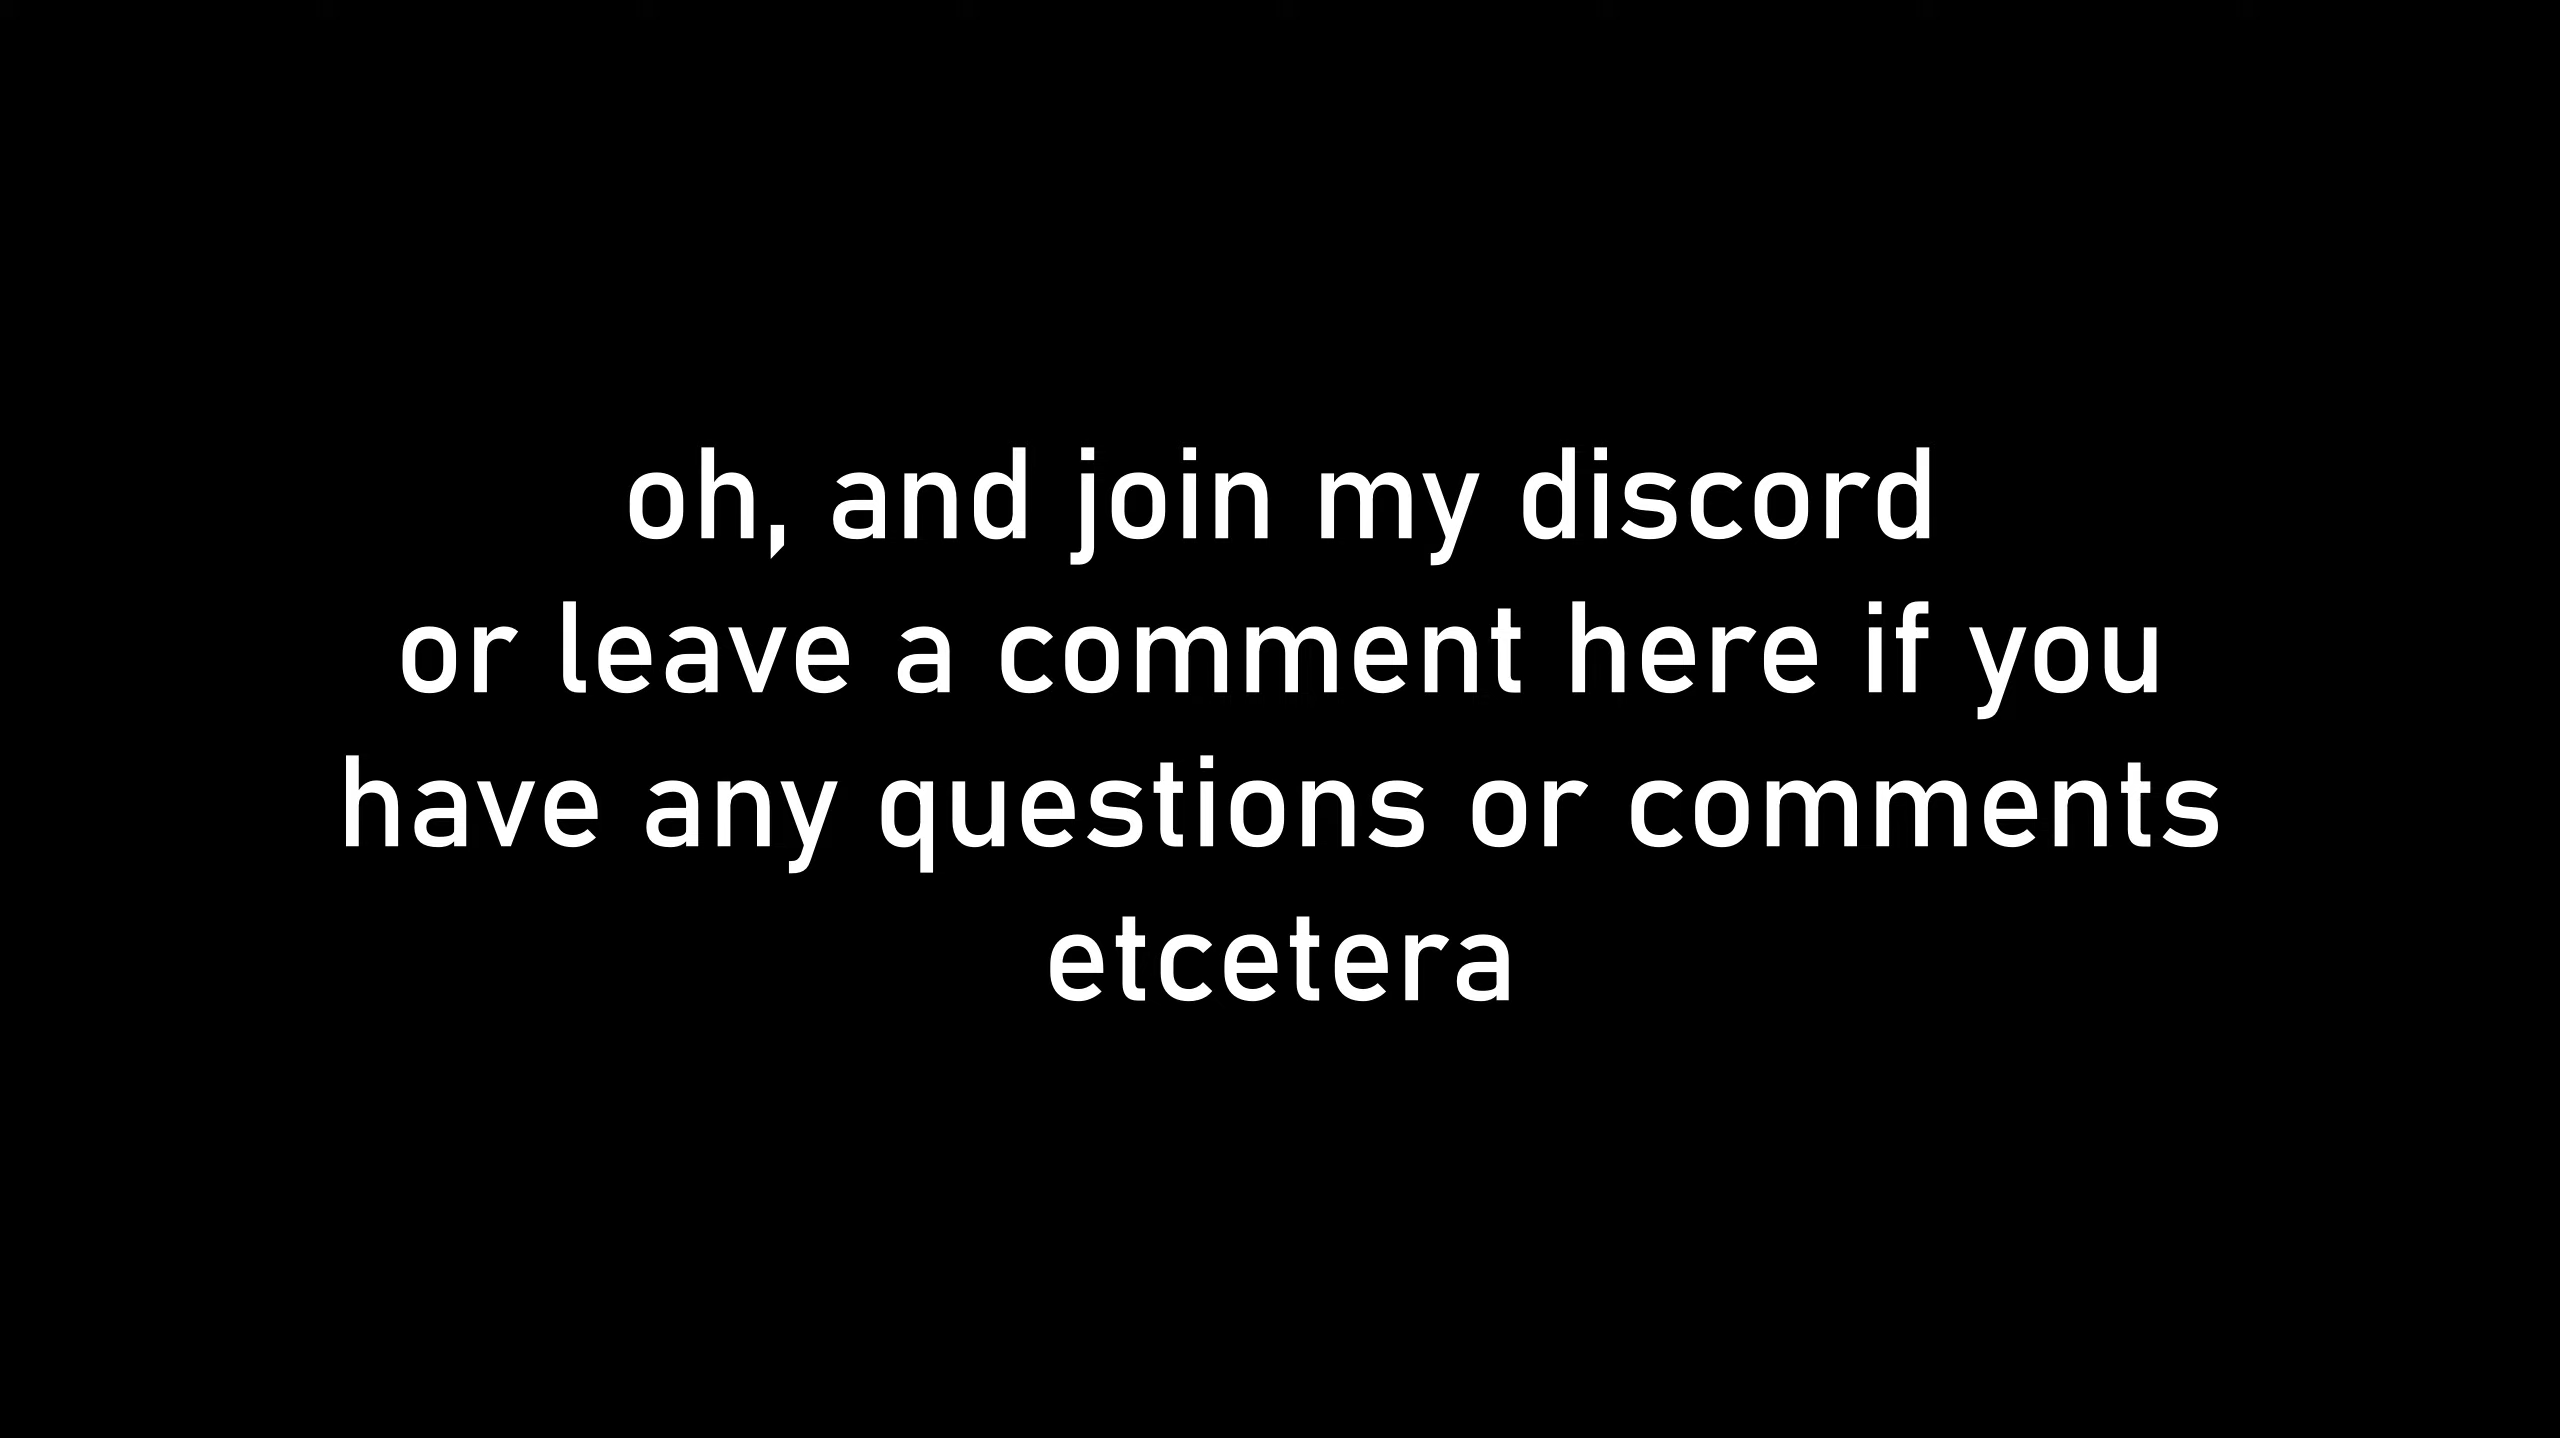 oh, and join my discord
or leave a comment here if you
have any questions or comments
etcetera